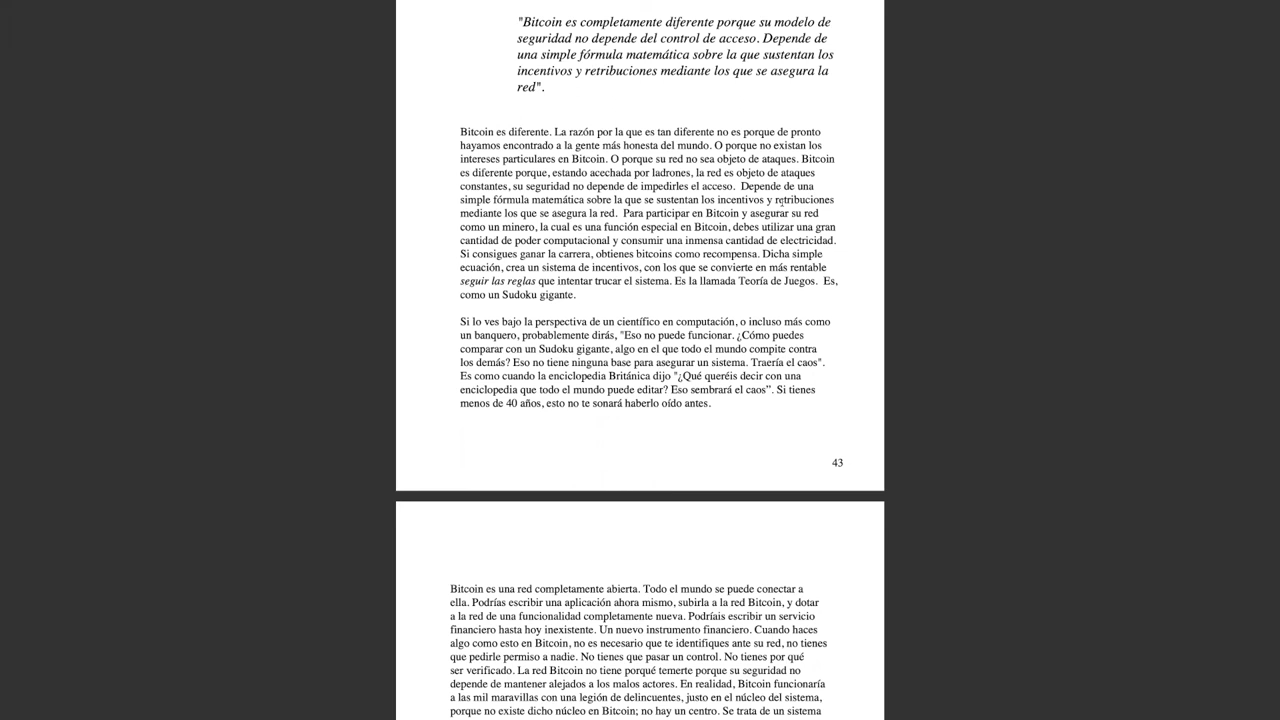 "Bitcoin es completamente diferente porque su modelo de
seguridad no depende del control de acceso. Depende de
una simple fórmula matemática sobre la que sustentan los
incentivos y retribuciones mediante los que se asegura la
red".
Bitcoin es diferente. La razón por la que es tan diferente no es porque de pronto
hayamos encontrado a la gente más honesta del mundo. O porque no existan los
intereses particulares en Bitcoin. O porque su red no sea objeto de ataques. Bitcoin
es diferente porque, estando acechada por ladrones, la red es objeto de ataques
constantes, su seguridad no depende de impedirles el acceso. Depende de una
simple fórmula matemática sobre la que se sustentan los incentivos y retribuciones
mediante los que se asegura la red. Para participar en Bitcoin y asegurar su red
como un minero, la cual es una función especial en Bitcoin, debes utilizar una gran
cantidad de poder computacional y consumir una inmensa cantidad de electricidad.
Si consigues ganar la carrera, obtienes bitcoins como recompensa. Dicha simple
ecuación, crea un sistema de incentivos, con los que se convierte en más rentable
seguir las reglas que intentar trucar el sistema. Es la llamada Teoría de Juegos. Es,
como un Sudoku gigante.
Si lo ves bajo la perspectiva de un científico en computación, o incluso más como
un banquero, probablemente dirás, "Eso no puede funcionar. ¿Cómo puedes
comparar con un Sudoku gigante, algo en el que todo el mundo compite contra
los demás? Eso no tiene ninguna base para asegurar un sistema. Traería el caos".
Es como cuando la enciclopedia Británica dijo "¿Qué queréis decir con una
enciclopedia que todo el mundo puede editar? Eso sembrará el caos”. Si tienes
menos de 40 años, esto no te sonará haberlo oído antes.
43
Bitcoin es una red completamente abierta. Todo el mundo se puede conectar a
ella. Podrías escribir una aplicación ahora mismo, subirla a la red Bitcoin, y dotar
a la red de una funcionalidad completamente nueva. Podríais escribir un servicio
financiero hasta hoy inexistente. Un nuevo instrumento financiero. Cuando haces
algo como esto en Bitcoin, no es necesario que te identifiques ante su red, no tienes
que pedirle permiso a nadie. No tienes que pasar un control. No tienes por qué
ser verificado. La red Bitcoin no tiene porqué temerte porque su seguridad no
depende de mantener alejados a los malos actores. En realidad, Bitcoin funcionaría
a las mil maravillas con una legión de delincuentes, justo en el núcleo del sistema,
porque no existe dicho núcleo en Bitcoin; no hay un centro. Se trata de un sistema